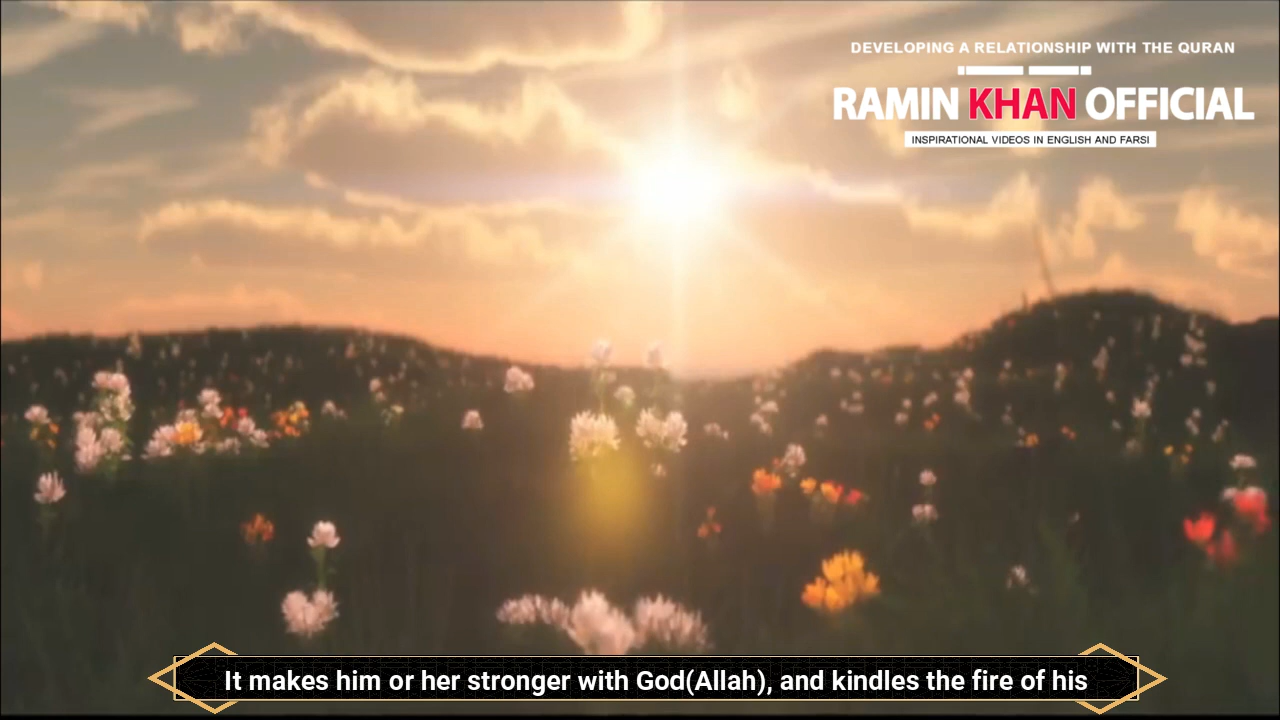 DEVELOPING A RELATIONSHIP WITH THE QURAN
RAMIN KHAN OFFICIAL
INSPIRATIONAL VIDEOS IN ENGLISH AND FARSI
It makes him or her stronger with God(Allah), and kindles the fire of his